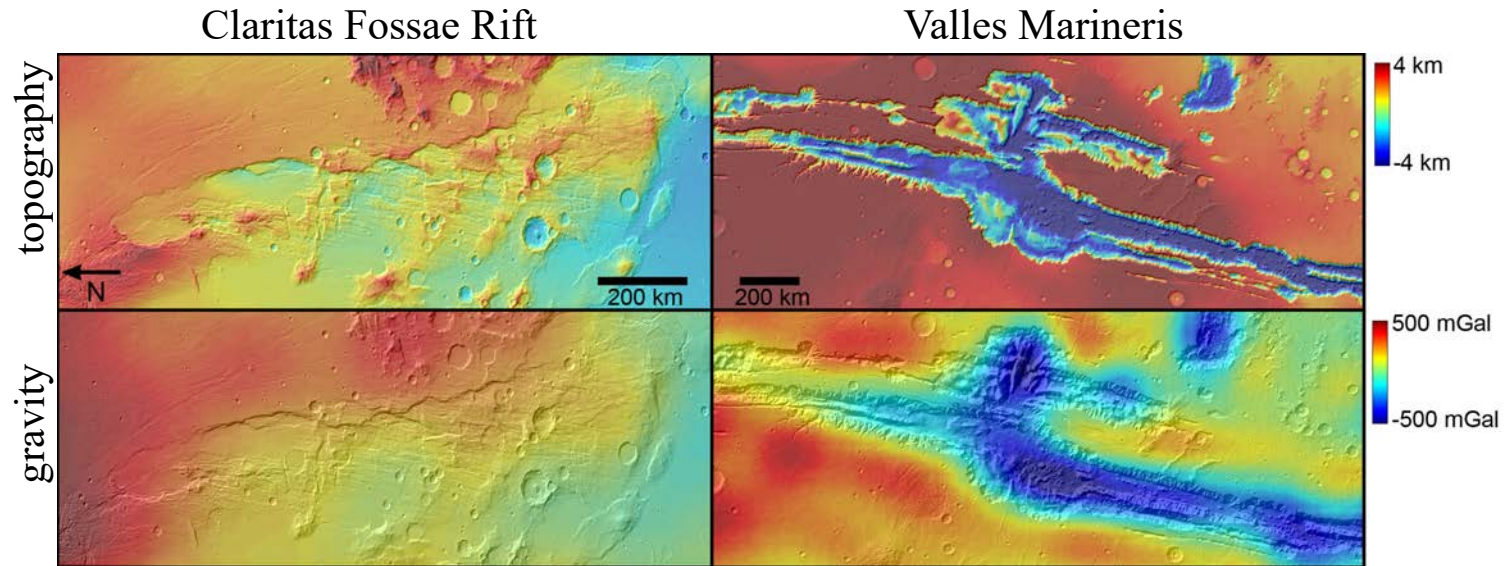 Claritas Fossae Rift
Valles Marineris
topography
4 km
-4 km
N
200 km
200 km
gravity
500 mGal
-500 mGal